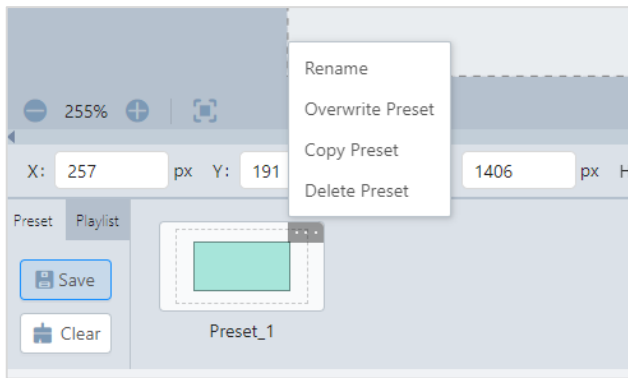 Rename
Overwrite Preset
Copy Preset
Delete Preset
255%
X: 257 px Y: 191 1406 px H
Preset Playlist
Save
Clear
Preset_1